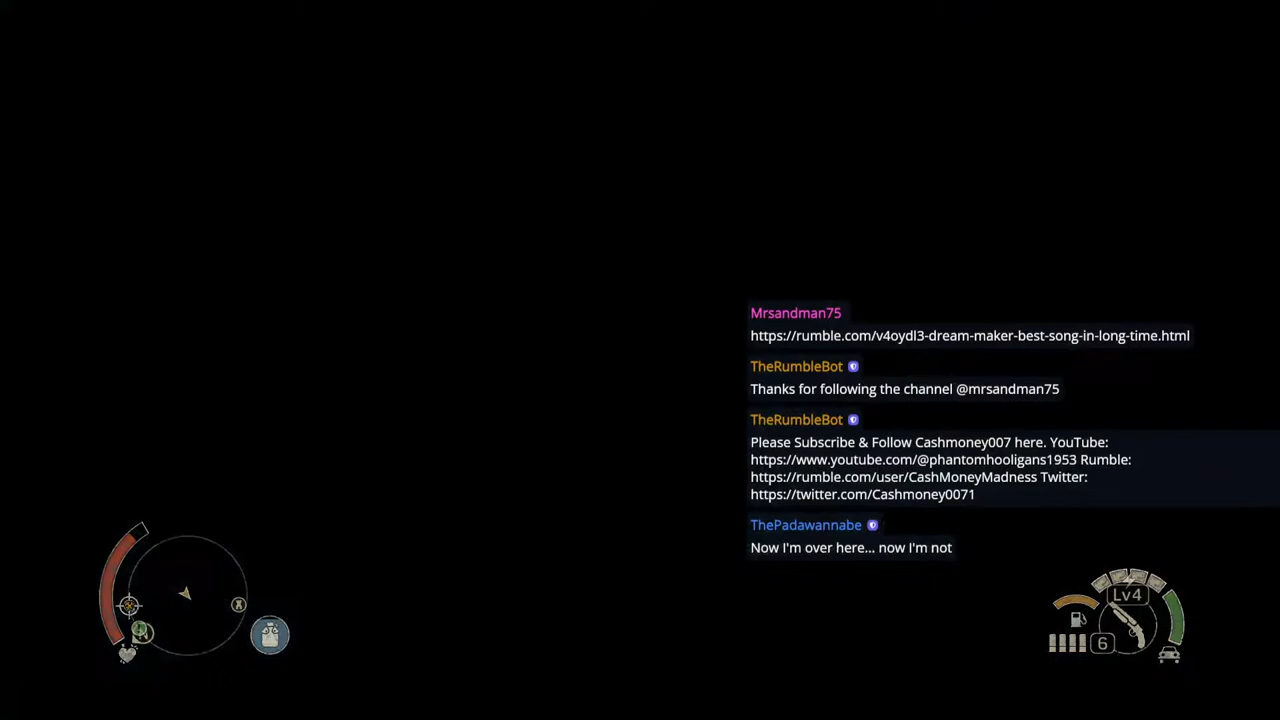 Mrsandman75
https://rumble.com/v4oydl3-dream-maker-best-song-in-long-time.html
TheRumbleBot
Thanks for following the channel @mrsandman75
TheRumbleBot
Please Subscribe & Follow Cashmoney007 here. YouTube:
https://www.youtube.com/@phantomhooligans1953 Rumble:
https://rumble.com/user/CashMoneyMadness Twitter:
https://twitter.com/Cashmoney0071
ThePadawannabe
Now I'm over here... now I'm not
Lv4
6